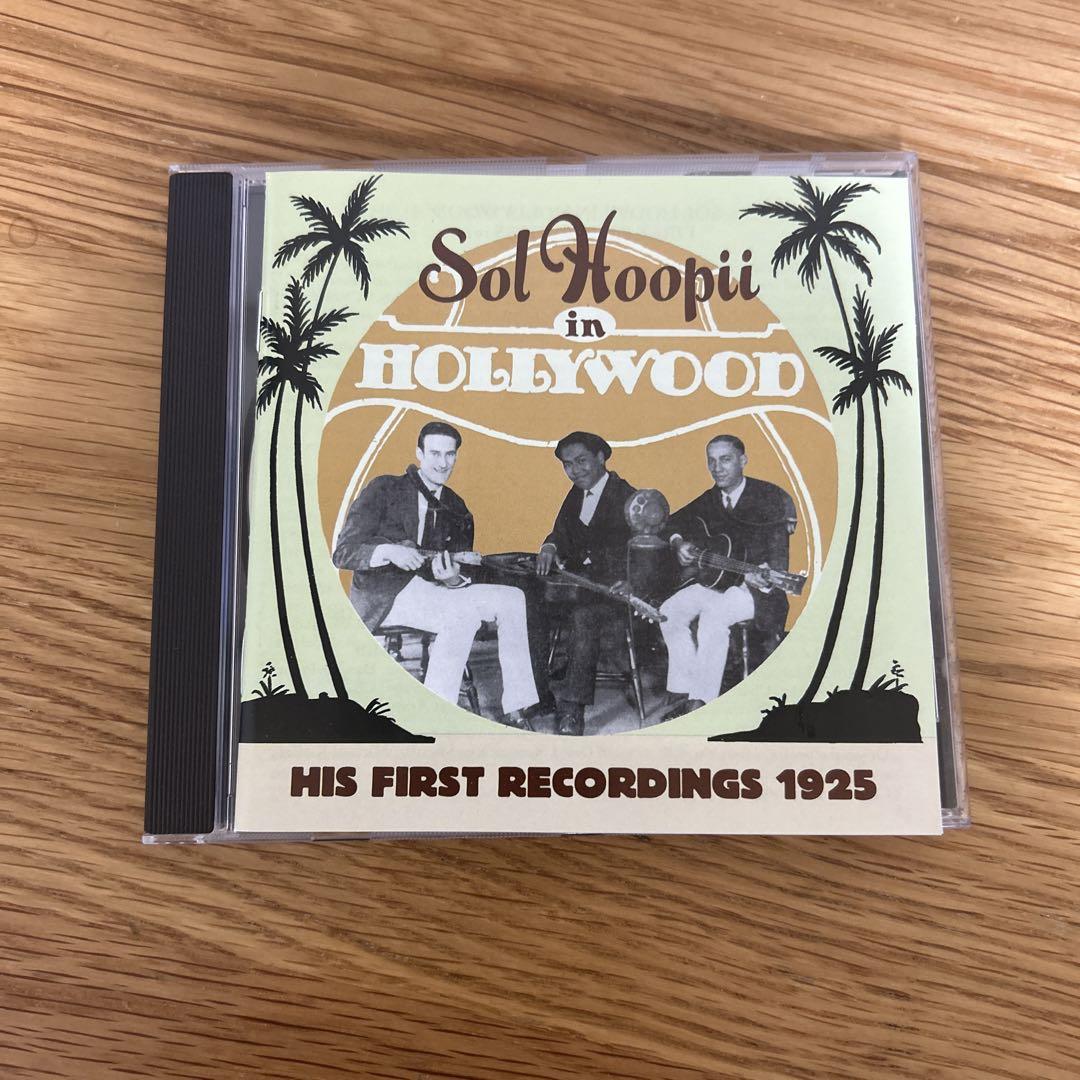 Sol Hoopii
in
HOLLYWOOD
HIS FIRST RECORDINGS 1925